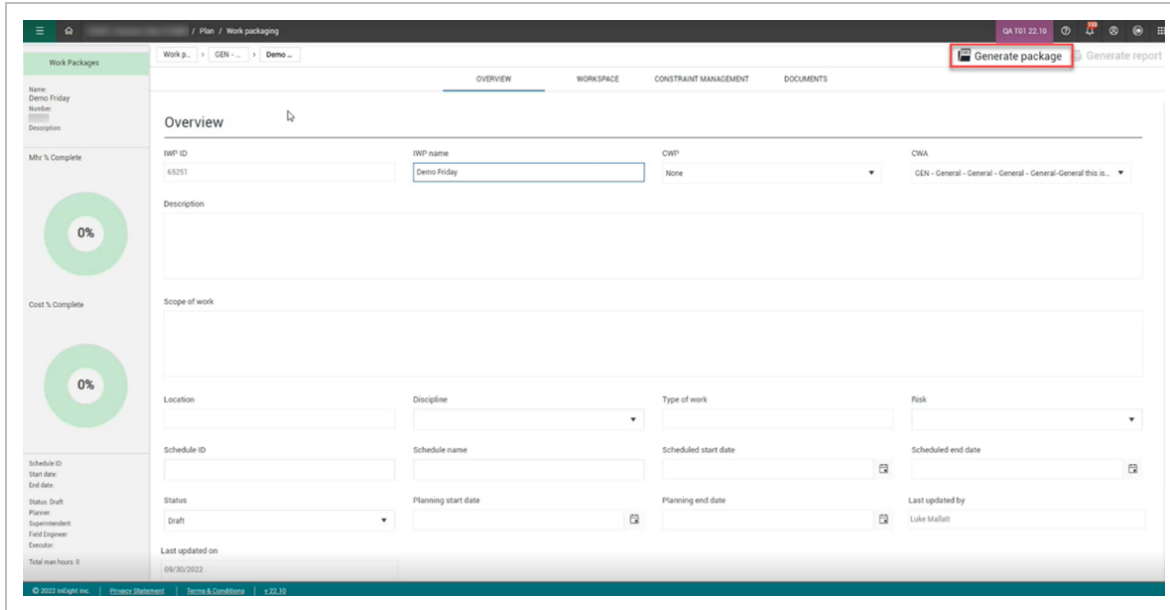 / Plan / Work packaging
QA 101 22.10
Work Packages
Work p.. > GEN - ... > Demo ...
Generate package
Generate report
OVERVIEW WORKSPACE CONSTRAINT MANAGEMENT DOCUMENTS
Name:
Demo Friday
Number:
Description:
Overview
Mhr % Complete
0%
Cost % Complete
0%
IWP ID IWP name CWP CWA
65251 Demo Friday None GEN - General - General - General - General-General this is...
Description
Scope of work
Location Discipline Type of work Risk
Schedule ID Schedule name Scheduled start date Scheduled end date
Status Planning start date Planning end date Last updated by
Draft Luke Mallatt
Last updated on
09/30/2022
Schedule ID:
Start date:
End date:
Status: Draft
Planner:
Superintendent:
Field Engineer:
Executor:
Total man hours: 0
© 2022 InEight Inc. | Privacy Statement | Terms & Conditions | v 22.10